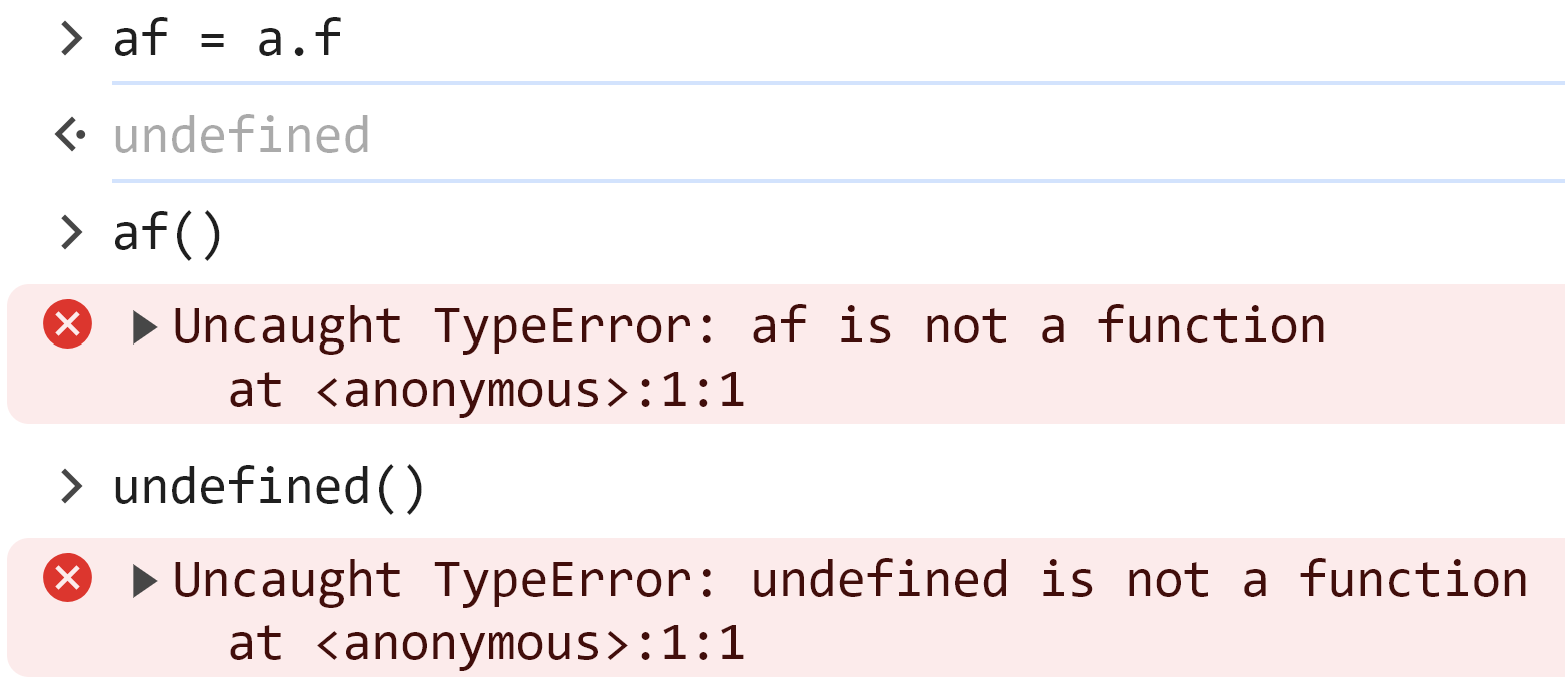 af = a.f
undefined
af()
Uncaught TypeError: af is not a function
at <anonymous>:1:1
undefined()
Uncaught TypeError: undefined is not a function
at <anonymous>:1:1